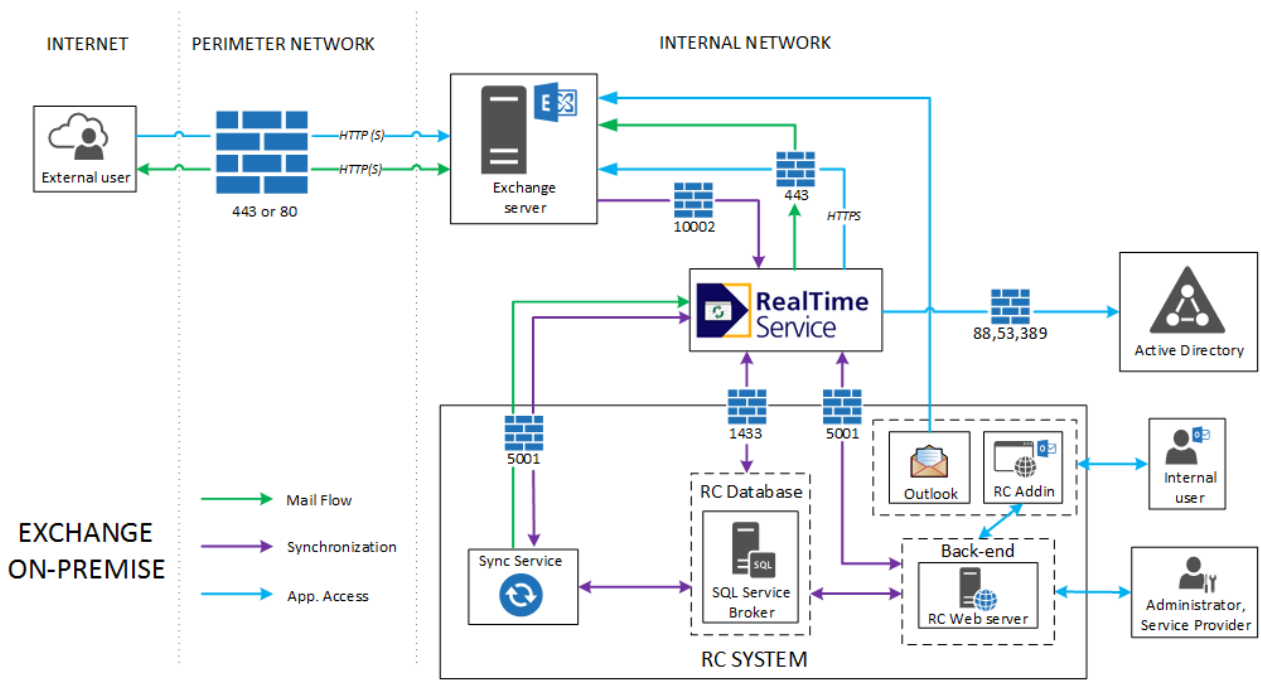 INTERNET
PERIMETER NETWORK
INTERNAL NETWORK
External user
443 or 80
HTTP (S)
HTTP(S)
E
Exchange
server
10002
443
HTTPS
RealTime
Service
88,53,389
Active Directory
5001
1433
5001
Outlook
RC Addin
Internal
user
Mail Flow
Synchronization
App. Access
EXCHANGE
ON-PREMISE
Sync Service
RC Database
SQL
SQL Service
Broker
Back-end
RC Web server
Administrator,
Service Provider
RC SYSTEM